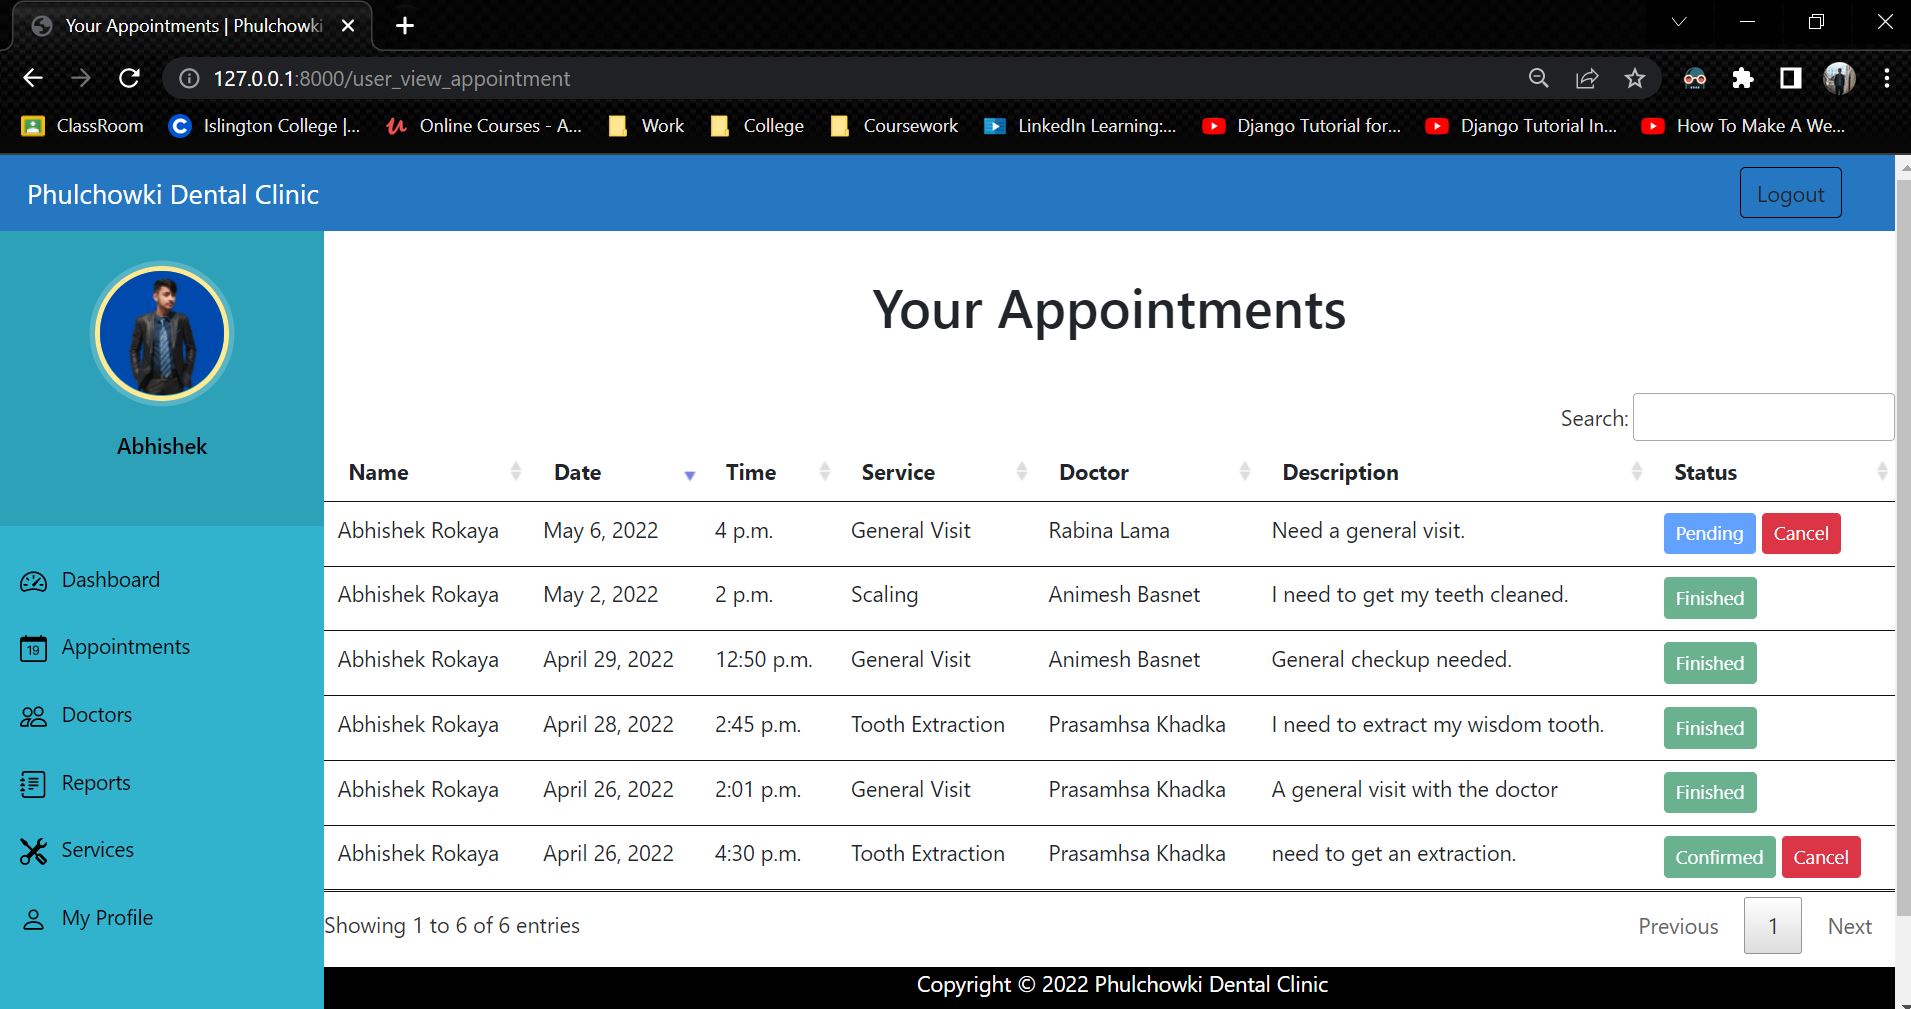 Your Appointments | Phulchowki
127.0.0.1:8000/user_view_appointment
ClassRoom Islington College |... Online Courses - A... Work College Coursework LinkedIn Learning:... Django Tutorial for... Django Tutorial In... How To Make A We...
Phulchowki Dental Clinic Logout
Abhishek
Dashboard
19 Appointments
Doctors
Reports
Services
My Profile
Your Appointments
Search:
Name Date Time Service Doctor Description Status
Abhishek Rokaya May 6, 2022 4 p.m. General Visit Rabina Lama Need a general visit. Pending Cancel
Abhishek Rokaya May 2, 2022 2 p.m. Scaling Animesh Basnet I need to get my teeth cleaned. Finished
Abhishek Rokaya April 29, 2022 12:50 p.m. General Visit Animesh Basnet General checkup needed. Finished
Abhishek Rokaya April 28, 2022 2:45 p.m. Tooth Extraction Prasamhsa Khadka I need to extract my wisdom tooth. Finished
Abhishek Rokaya April 26, 2022 2:01 p.m. General Visit Prasamhsa Khadka A general visit with the doctor Finished
Abhishek Rokaya April 26, 2022 4:30 p.m. Tooth Extraction Prasamhsa Khadka need to get an extraction. Confirmed Cancel
Showing 1 to 6 of 6 entries Previous 1 Next
Copyright © 2022 Phulchowki Dental Clinic